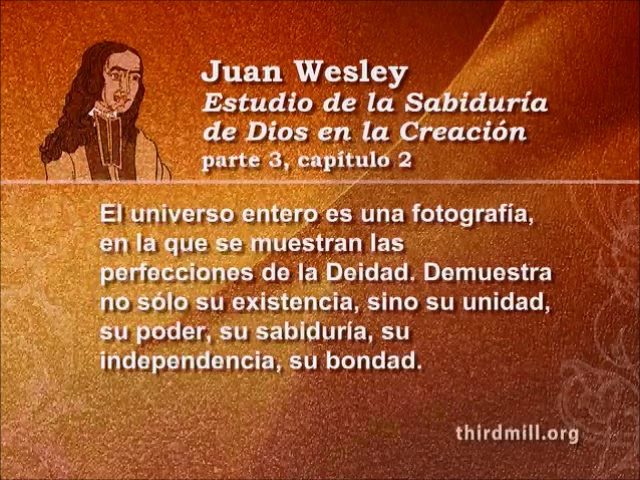 Juan Wesley
Estudio de la Sabiduría
de Dios en la Creación
parte 3, capítulo 2
El universo entero es una fotografía,
en la que se muestran las
perfecciones de la Deidad. Demuestra
no sólo su existencia, sino su unidad,
su poder, su sabiduría, su
independencia, su bondad.
thirdmill.org